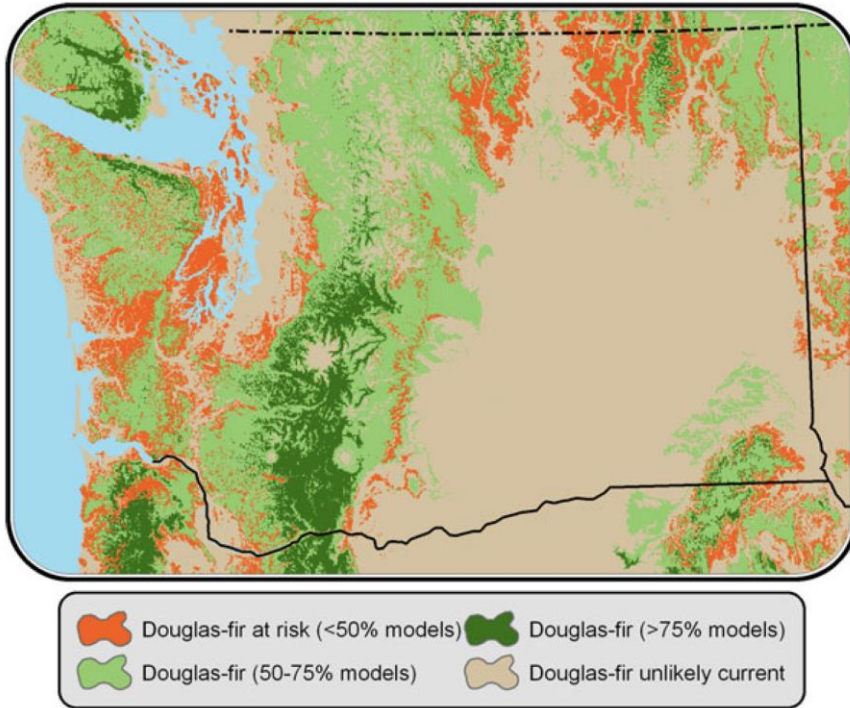 Douglas-fir at risk (<50% models)
Douglas-fir (>75% models)
Douglas-fir (50-75% models)
Douglas-fir unlikely current